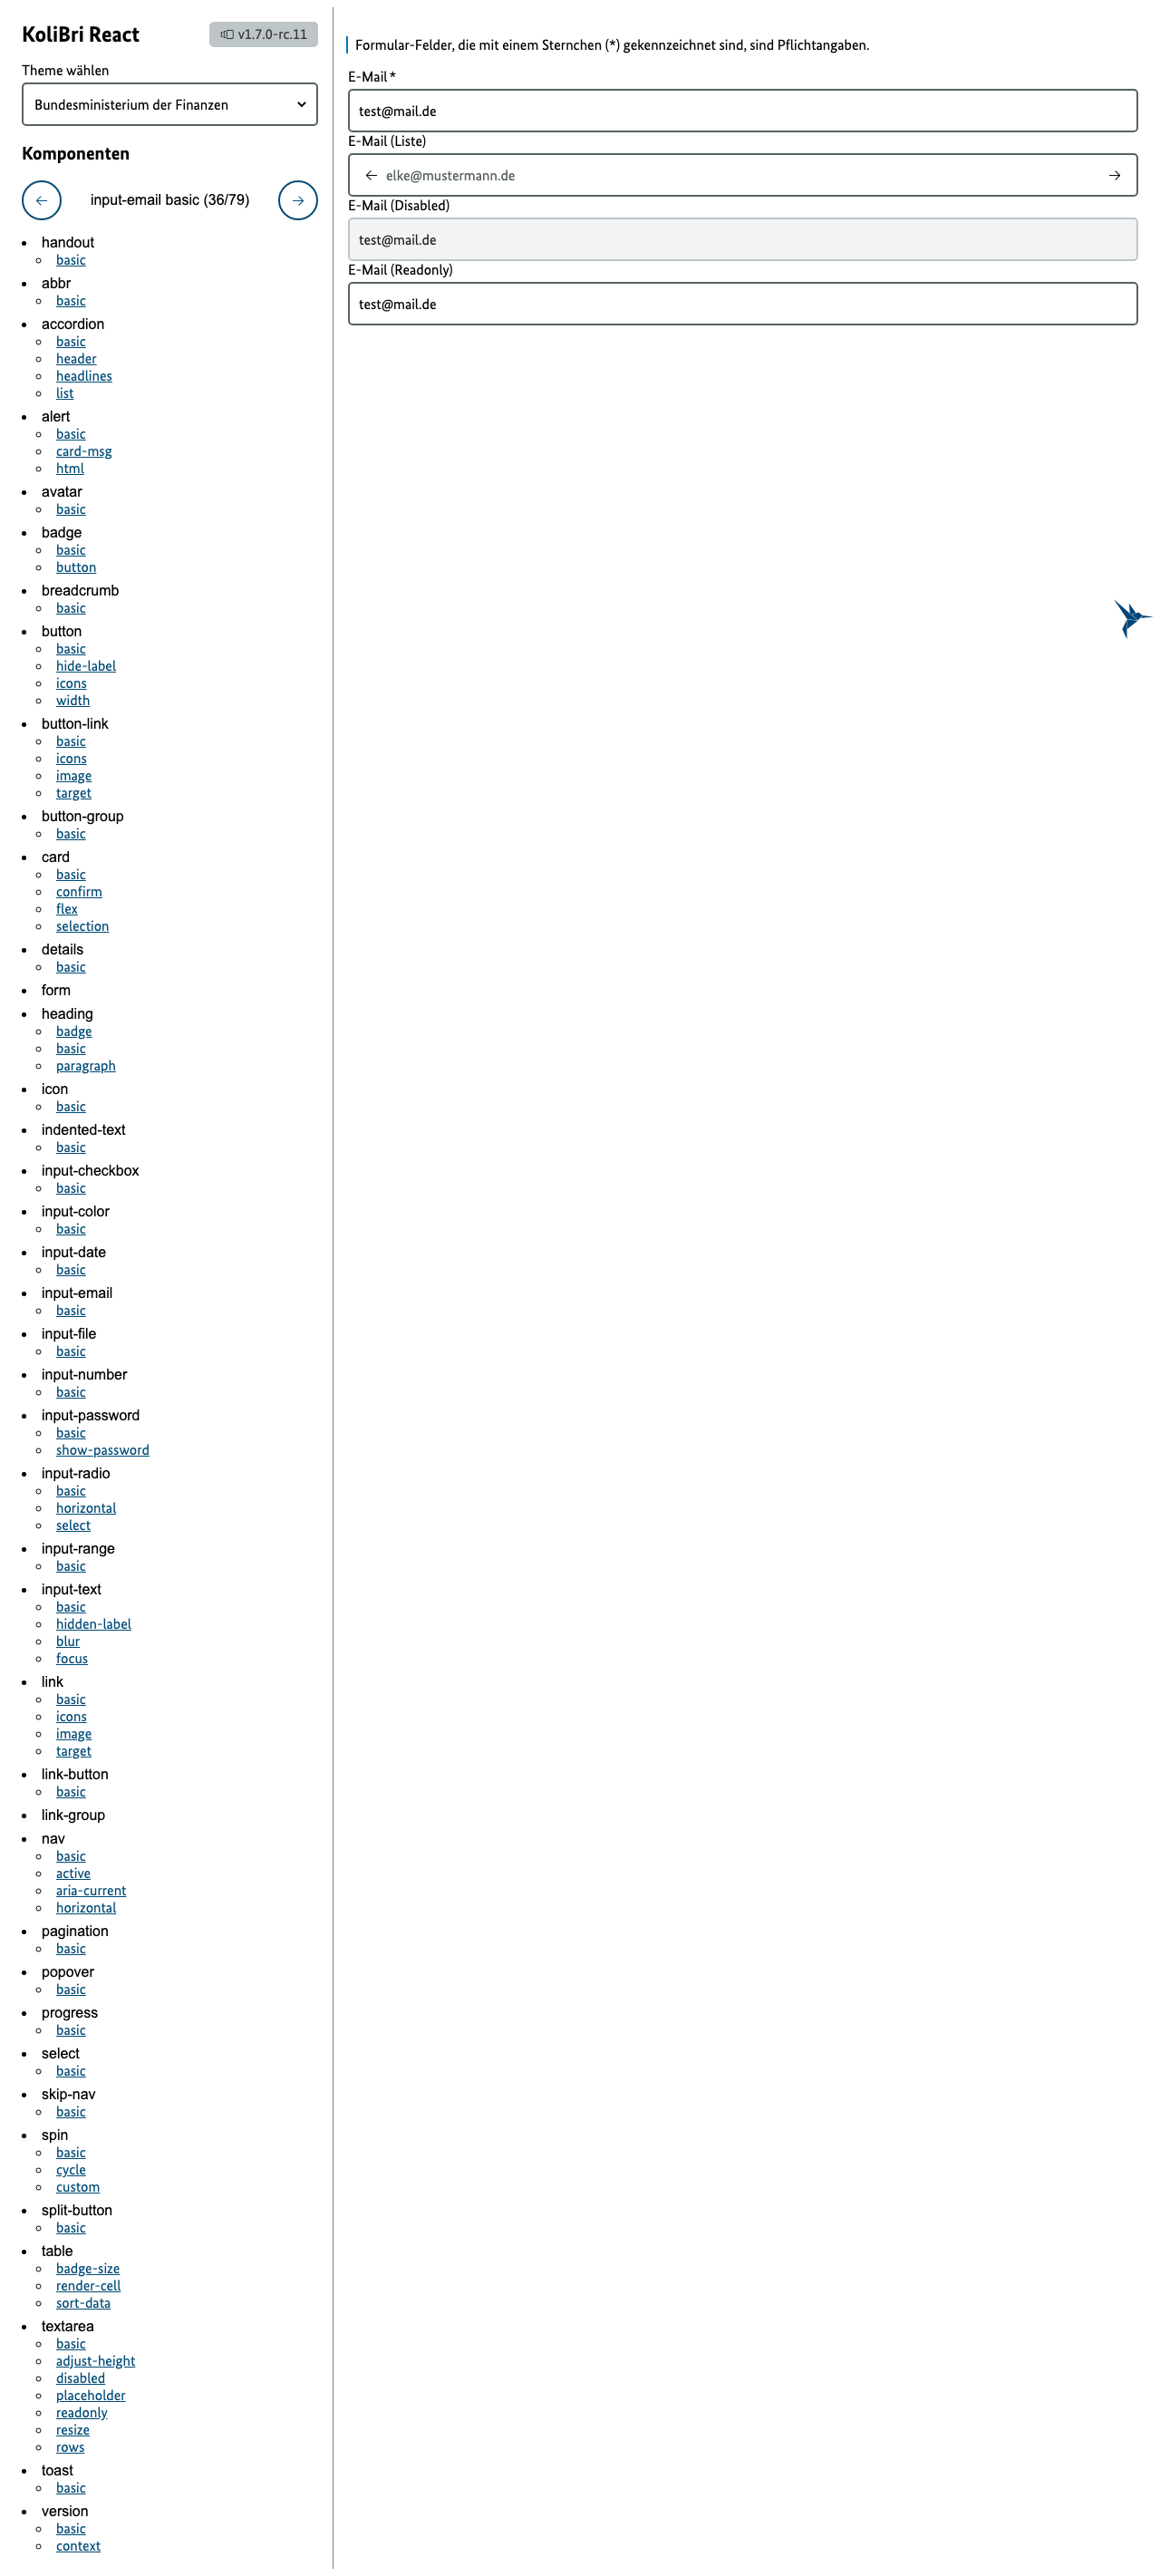 KoliBri React
v1.7.0-rc.11
Theme wählen
Bundesministerium der Finanzen
Komponenten
input-email basic (36/79)
handout
basic
abbr
basic
accordion
basic
header
headlines
list
alert
basic
card-msg
html
avatar
basic
badge
basic
button
breadcrumb
basic
button
basic
hide-label
icons
width
button-link
basic
icons
image
target
button-group
basic
card
basic
confirm
flex
selection
details
basic
form
heading
badge
basic
paragraph
icon
basic
indented-text
basic
input-checkbox
basic
input-color
basic
input-date
basic
input-email
basic
input-file
basic
input-number
basic
input-password
basic
show-password
input-radio
basic
horizontal
select
input-range
basic
input-text
basic
hidden-label
blur
focus
link
basic
icons
image
target
link-button
basic
link-group
nav
basic
active
aria-current
horizontal
pagination
basic
popover
basic
progress
basic
select
basic
skip-nav
basic
spin
basic
cycle
custom
split-button
basic
table
badge-size
render-cell
sort-data
textarea
basic
adjust-height
disabled
placeholder
readonly
resize
rows
toast
basic
version
basic
context
Formular-Felder, die mit einem Sternchen (*) gekennzeichnet sind, sind Pflichtangaben.
E-Mail *
test@mail.de
E-Mail (Liste)
elke@mustermann.de
E-Mail (Disabled)
test@mail.de
E-Mail (Readonly)
test@mail.de